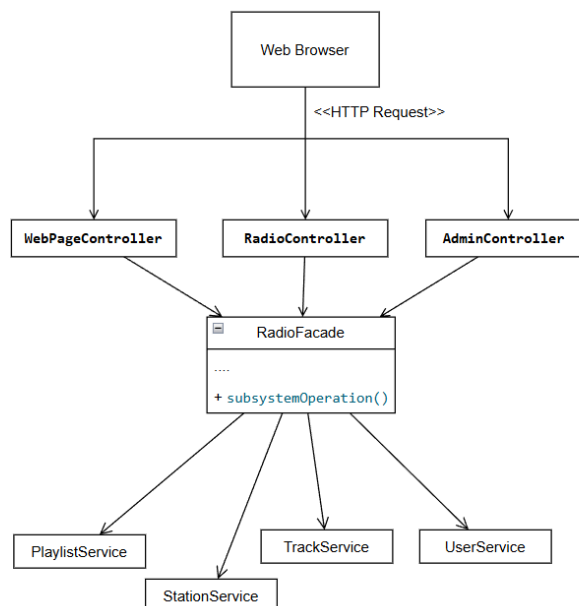 Web Browser
<<HTTP Request>>
WebPageController
RadioController
AdminController
RadioFacade
....
+ subsystemOperation()
PlaylistService
TrackService
UserService
StationService